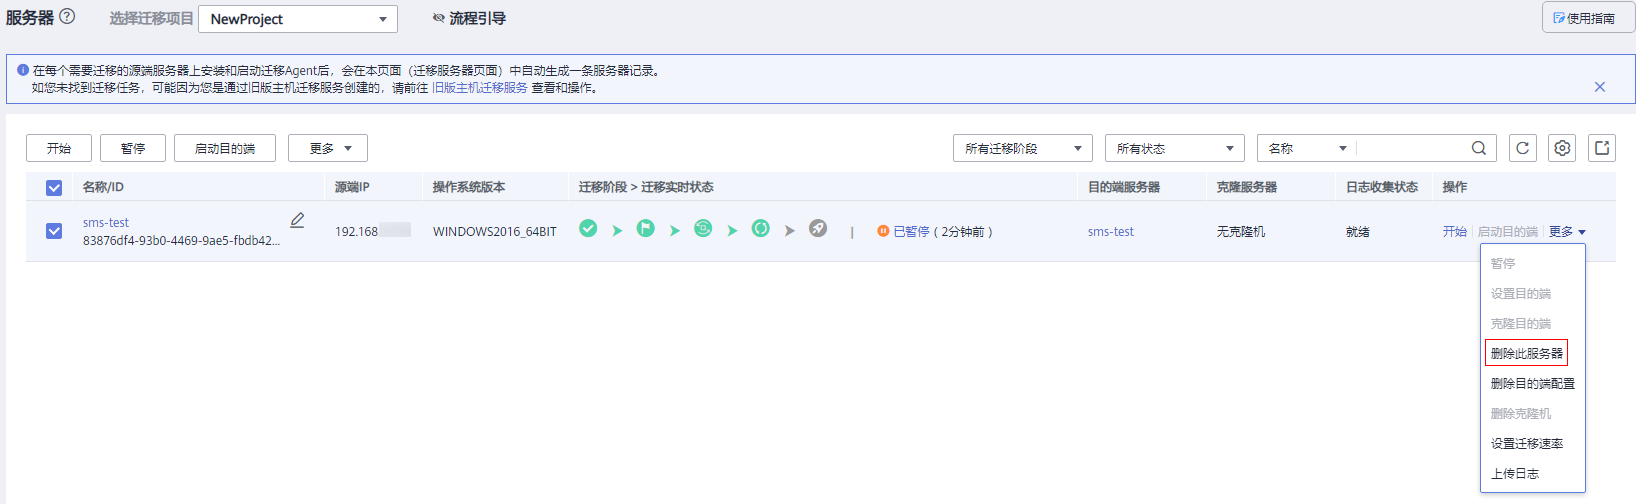 服务器
选择迁移项目
NewProject
流程引导
使用指南
在每个需要迁移的源端服务器上安装和启动迁移Agent后，会在本页面（迁移服务器页面）中自动生成一条服务器记录。
如您未找到迁移任务，可能因为您是通过旧版主机迁移服务创建的，请前往 旧版主机迁移服务 查看和操作。
开始
暂停
启动目的端
更多
所有迁移阶段
所有状态
名称
名称/ID
源端IP
操作系统版本
迁移阶段 > 迁移实时状态
目的端服务器
克隆服务器
日志收集状态
操作
sms-test
83876df4-93b0-4469-9ae5-fbdb42...
192.168
WINDOWS2016_64BIT
已暂停（2分钟前）
sms-test
无克隆机
就绪
开始
启动目的端
更多
暂停
设置目的端
克隆目的端
删除此服务器
删除目的端配置
删除克隆机
设置迁移速率
上传日志